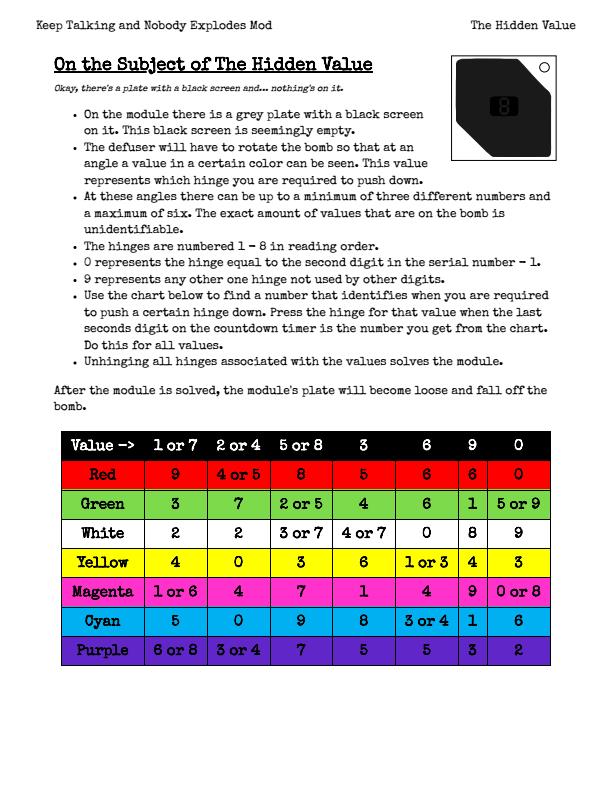 Keep Talking and Nobody Explodes Mod The Hidden Value
On the Subject of The Hidden Value
Okay, there's a plate with a black screen and... nothing's on it.
• On the module there is a grey plate with a black screen
on it. This black screen is seemingly empty.
• The defuser will have to rotate the bomb so that at an
angle a value in a certain color can be seen. This value
represents which hinge you are required to push down.
• At these angles there can be up to a minimum of three different numbers and
a maximum of six. The exact amount of values that are on the bomb is
unidentifiable.
• The hinges are numbered 1 - 8 in reading order.
• 0 represents the hinge equal to the second digit in the serial number - 1.
• 9 represents any other one hinge not used by other digits.
• Use the chart below to find a number that identifies when you are required
to push a certain hinge down. Press the hinge for that value when the last
seconds digit on the countdown timer is the number you get from the chart.
Do this for all values.
• Unhinging all hinges associated with the values solves the module.
After the module is solved, the module's plate will become loose and fall off the
bomb.
Value -> 1 or 7 2 or 4 5 or 8 3 6 9 0
Red 9 4 or 5 8 5 6 6 0
Green 3 7 2 or 5 4 6 1 5 or 9
White 2 2 3 or 7 4 or 7 0 8 9
Yellow 4 0 3 6 1 or 3 4 3
Magenta 1 or 6 4 7 1 4 9 0 or 8
Cyan 5 0 9 8 3 or 4 1 6
Purple 6 or 8 3 or 4 7 5 5 3 2